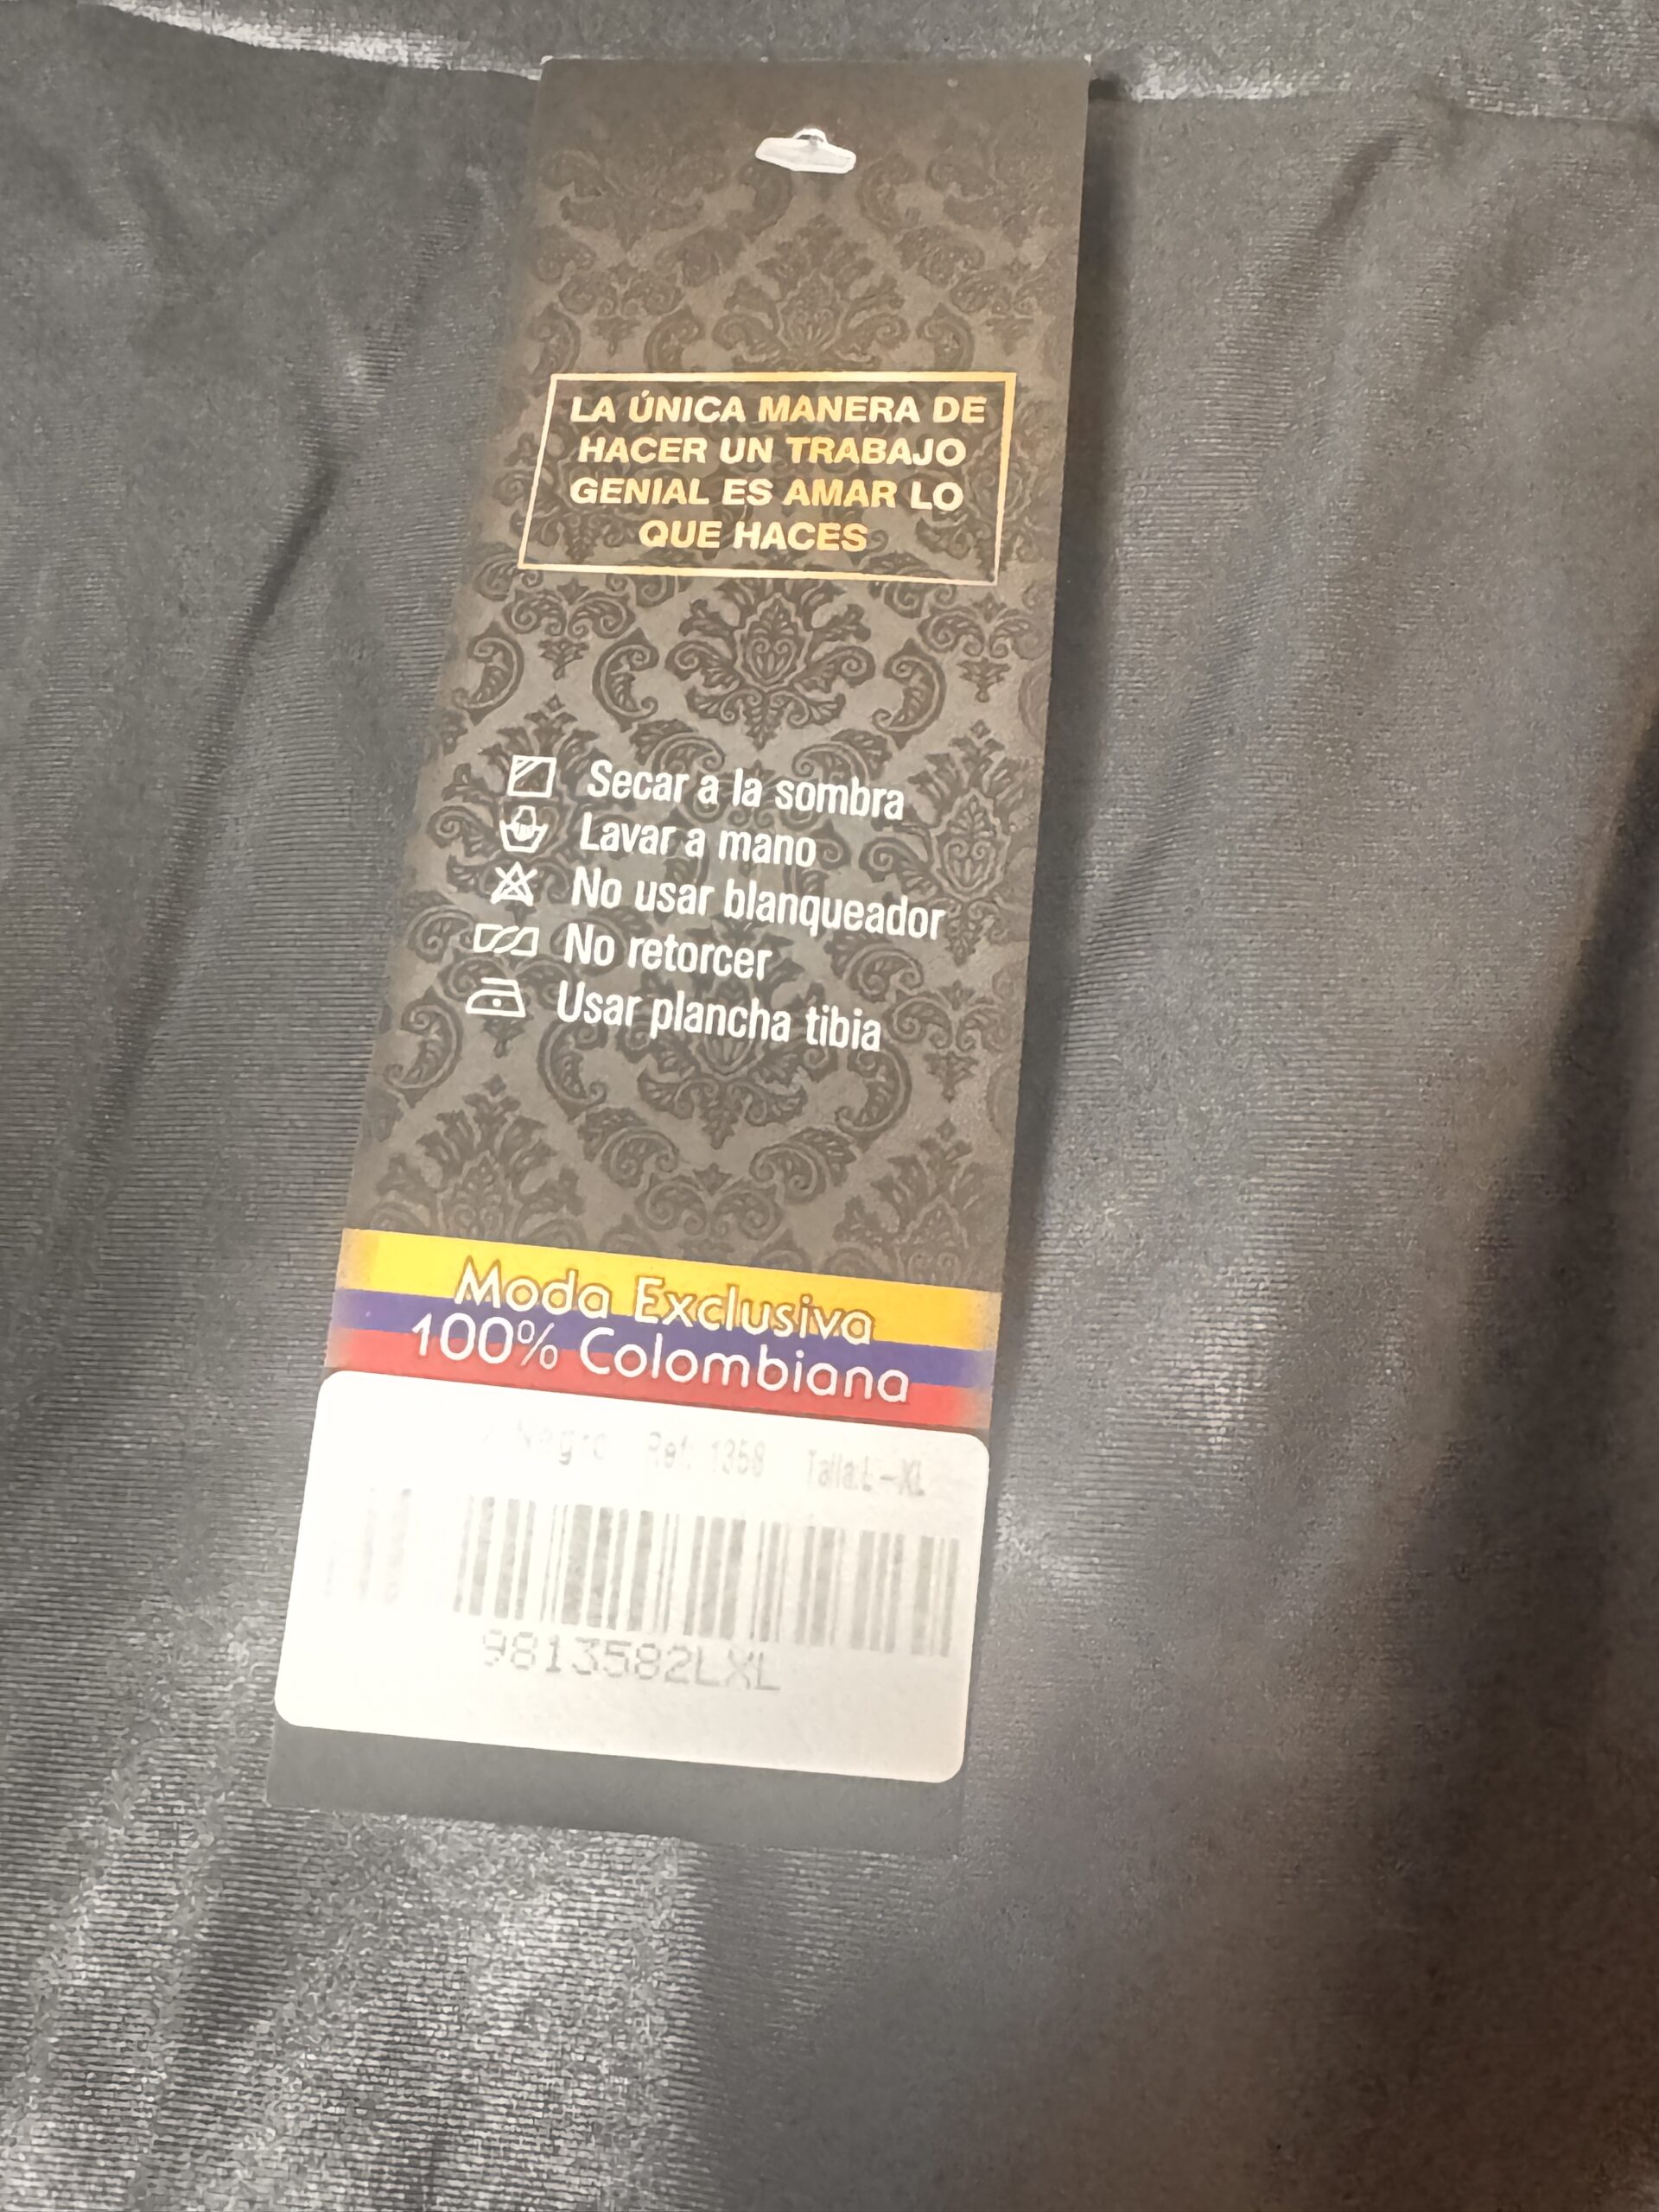 LA ÚNICA MANERA DE
HACER UN TRABAJO
GENIAL ES AMAR LO
QUE HACES
Secar a la sombra
Lavar a mano
No usar blanqueador
No retorcer
Usar plancha tibia
Moda Exclusiva
100% Colombiana
Negro Ref: 1358 Talla:L-XL
9813582LXL